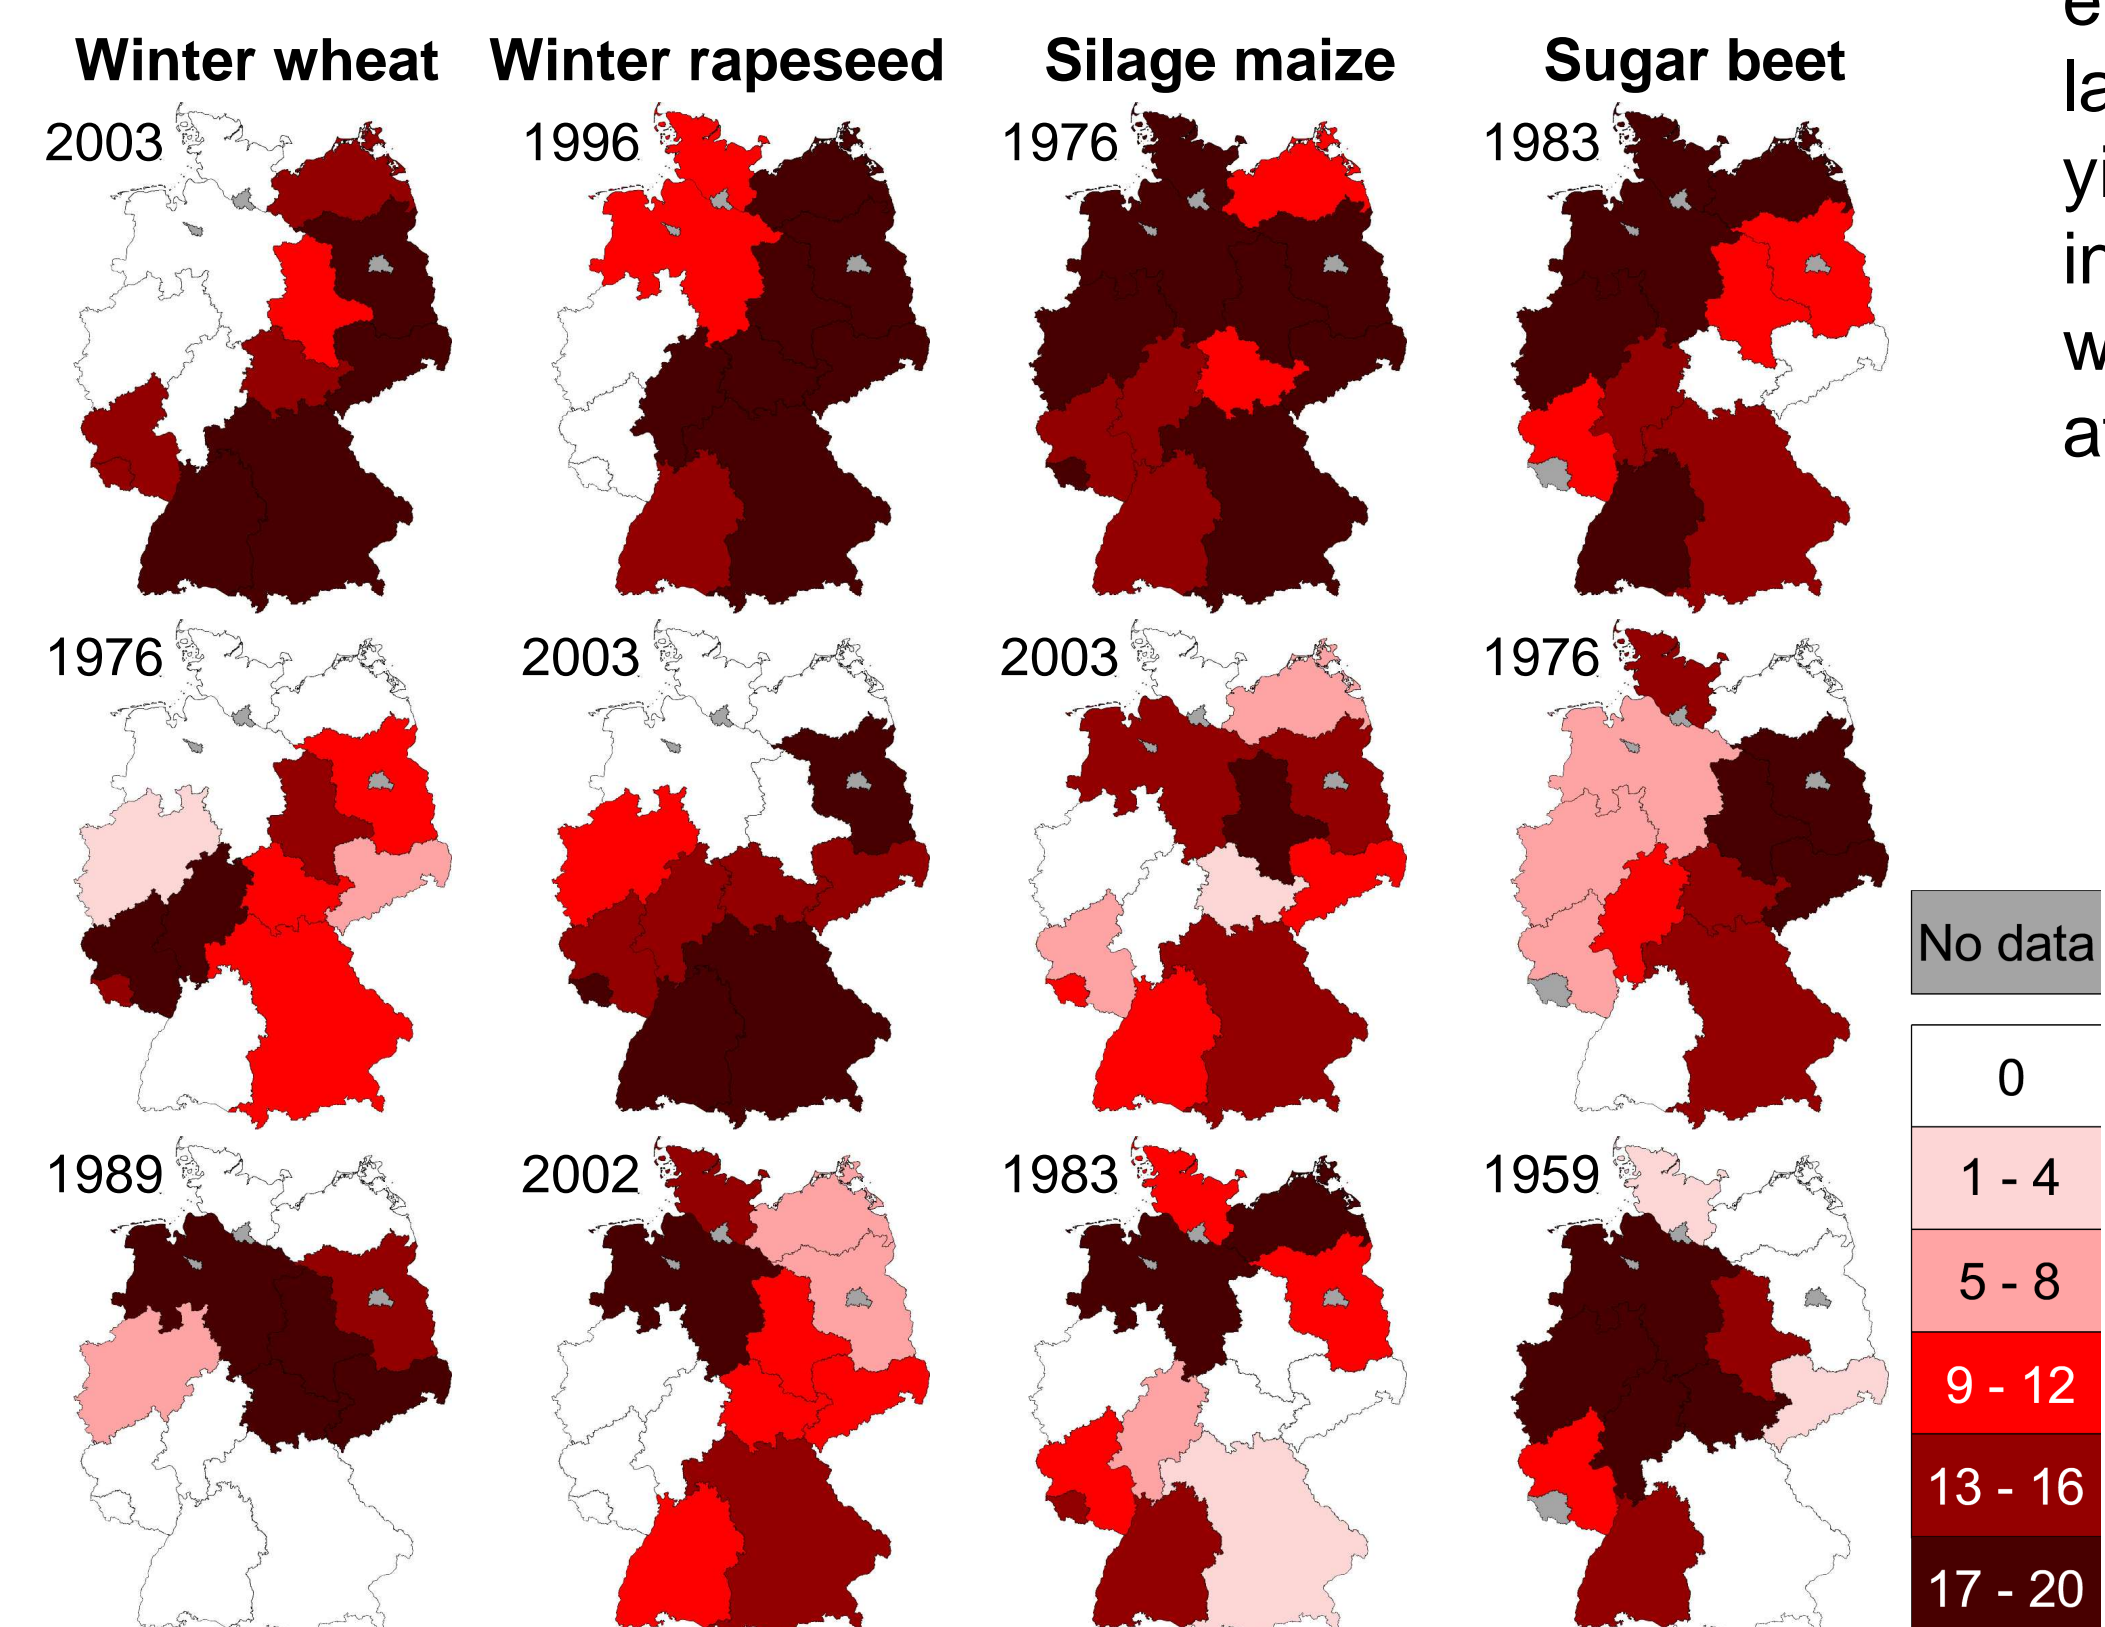 Winter wheat Winter rapeseed Silage maize Sugar beet
2003 1996 1976 1983
1976 2003 2003 1976
1989 2002 1983 1959
No data
0
1 - 4
5 - 8
9 - 12
13 - 16
17 - 20